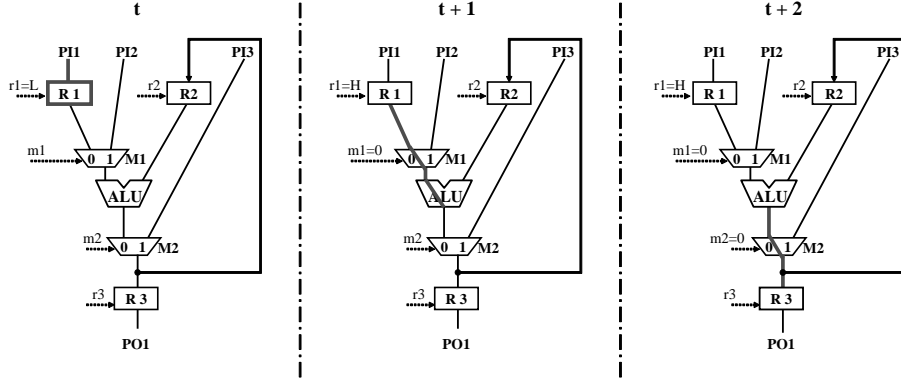 t t + 1 t + 2
PI1 PI2 PI3 PI1 PI2 PI3 PI1 PI2 PI3
r1=L R 1 r2 R2 r1=H R 1 r2 R2 r1=H R 1 r2 R2
m1 0 1 M1 m1=0 0 1 M1 m1=0 0 1 M1
ALU ALU ALU
m2 0 1 M2 m2 0 1 M2 m2=0 0 1 M2
r3 R 3 r3 R 3 r3 R 3
PO1 PO1 PO1